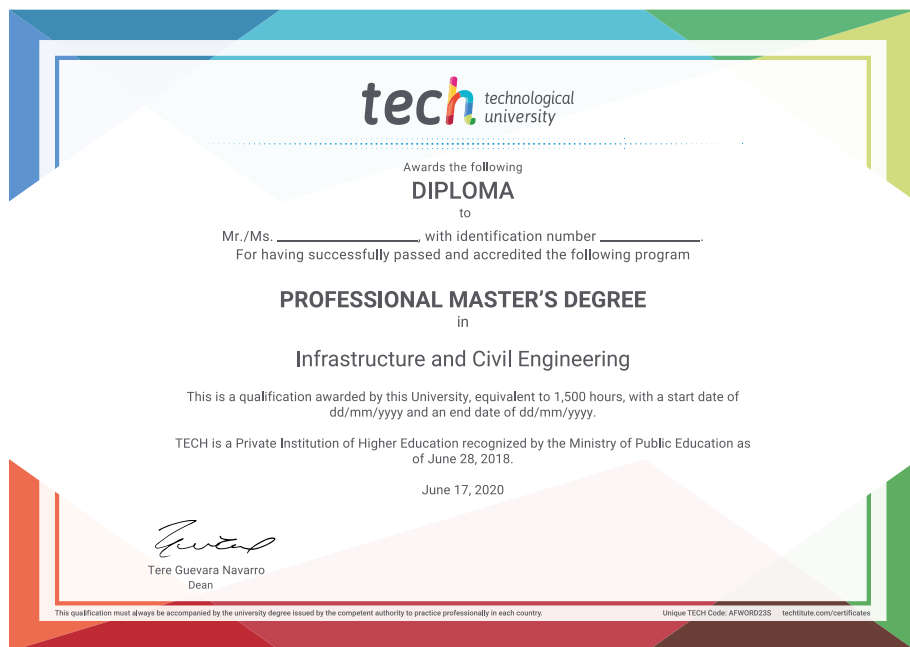 tech technological
university
Awards the following
DIPLOMA
to
Mr./Ms. ____________________, with identification number ______________.
For having successfully passed and accredited the following program
PROFESSIONAL MASTER'S DEGREE
in
Infrastructure and Civil Engineering
This is a qualification awarded by this University, equivalent to 1,500 hours, with a start date of
dd/mm/yyyy and an end date of dd/mm/yyyy.
TECH is a Private Institution of Higher Education recognized by the Ministry of Public Education as
of June 28, 2018.
June 17, 2020
Tere Guevara Navarro
Dean
This qualification must always be accompanied by the university degree issued by the competent authority to practice professionally in each country. Unique TECH Code: AFWORD23S techtitute.com/certificates